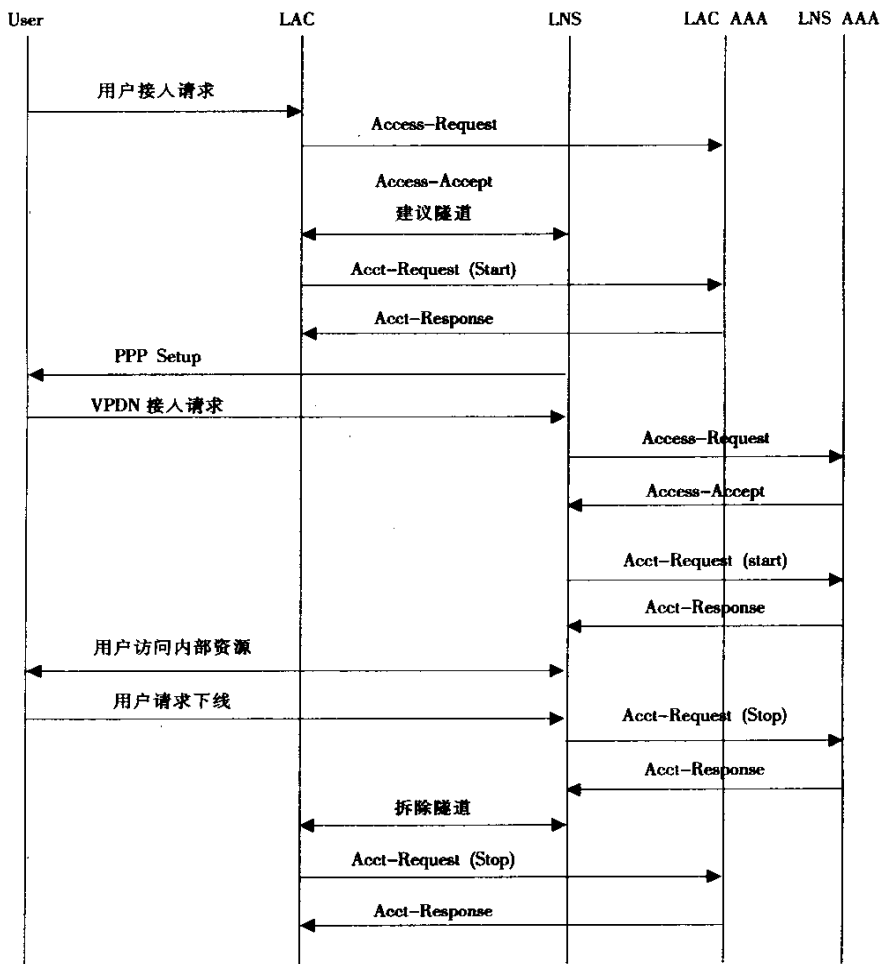 User LAC LNS LAC AAA LNS AAA
用户接入请求
Access-Request
Access-Accept
建议隧道
Acct-Request (Start)
Acct-Response
PPP Setup
VPDN 接入请求
Access-Request
Access-Accept
Acct-Request (start)
Acct-Response
用户访问内部资源
用户请求下线
Acct-Request (Stop)
Acct-Response
拆除隧道
Acct-Request (Stop)
Acct-Response